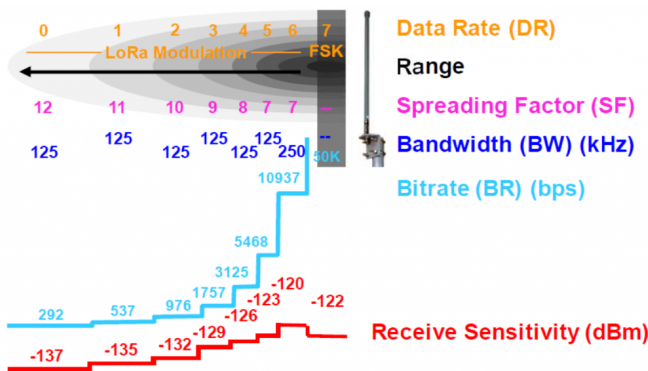 0 1 2 3 4 5 6 7 Data Rate (DR)
LoRa Modulation FSK
Range
12 11 10 9 8 7 7 -- Spreading Factor (SF)
125 125 125 125 125 125 250 -- Bandwidth (BW) (kHz)
50K
10937 Bitrate (BR) (bps)
5468
3125
1757
976
537
292
-120
-123 -122
-126
-129 Receive Sensitivity (dBm)
-132
-135
-137